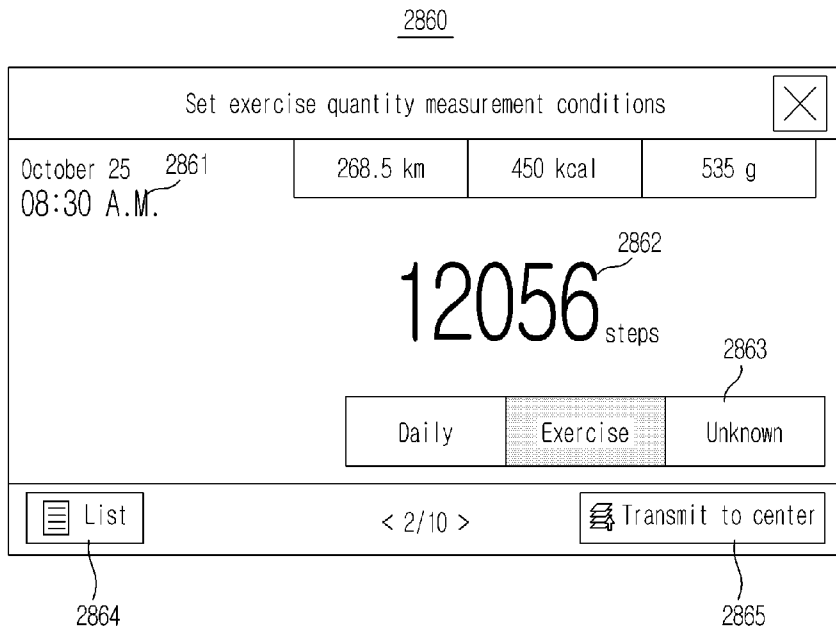 2860
Set exercise quantity measurement conditions
October 25 2861
08:30 A.M.
268.5 km 450 kcal 535 g
2862
12056 steps
2863
Daily Exercise Unknown
List < 2/10 > Transmit to center
2864 2865